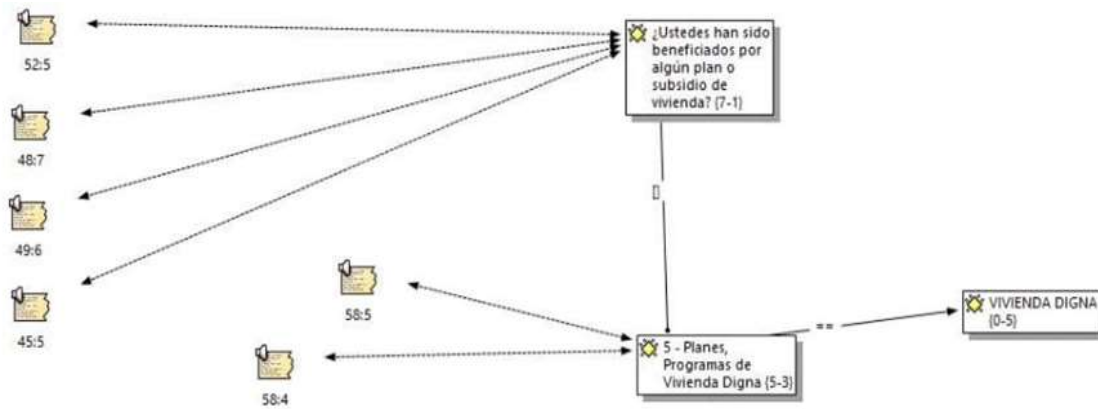 52:5
48:7
49:6
45:5
58:5
58:4
¿Ustedes han sido
beneficiados por
algún plan o
subsidio de
vivienda? {7-1}
[]
5 - Planes,
Programas de
Vivienda Digna {5-3}
==
VIVIENDA DIGNA
{0-5}